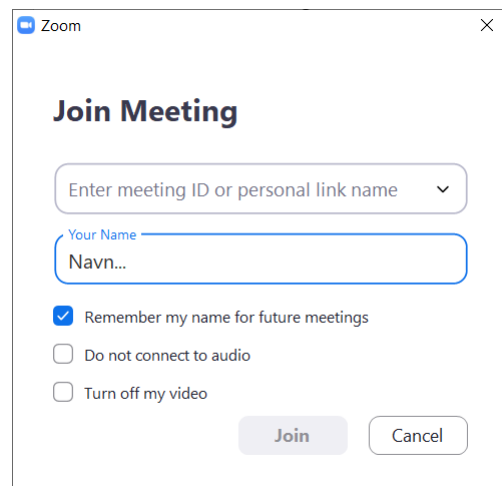 Zoom
Join Meeting
Enter meeting ID or personal link name
Your Name
Navn...
Remember my name for future meetings
Do not connect to audio
Turn off my video
Join Cancel